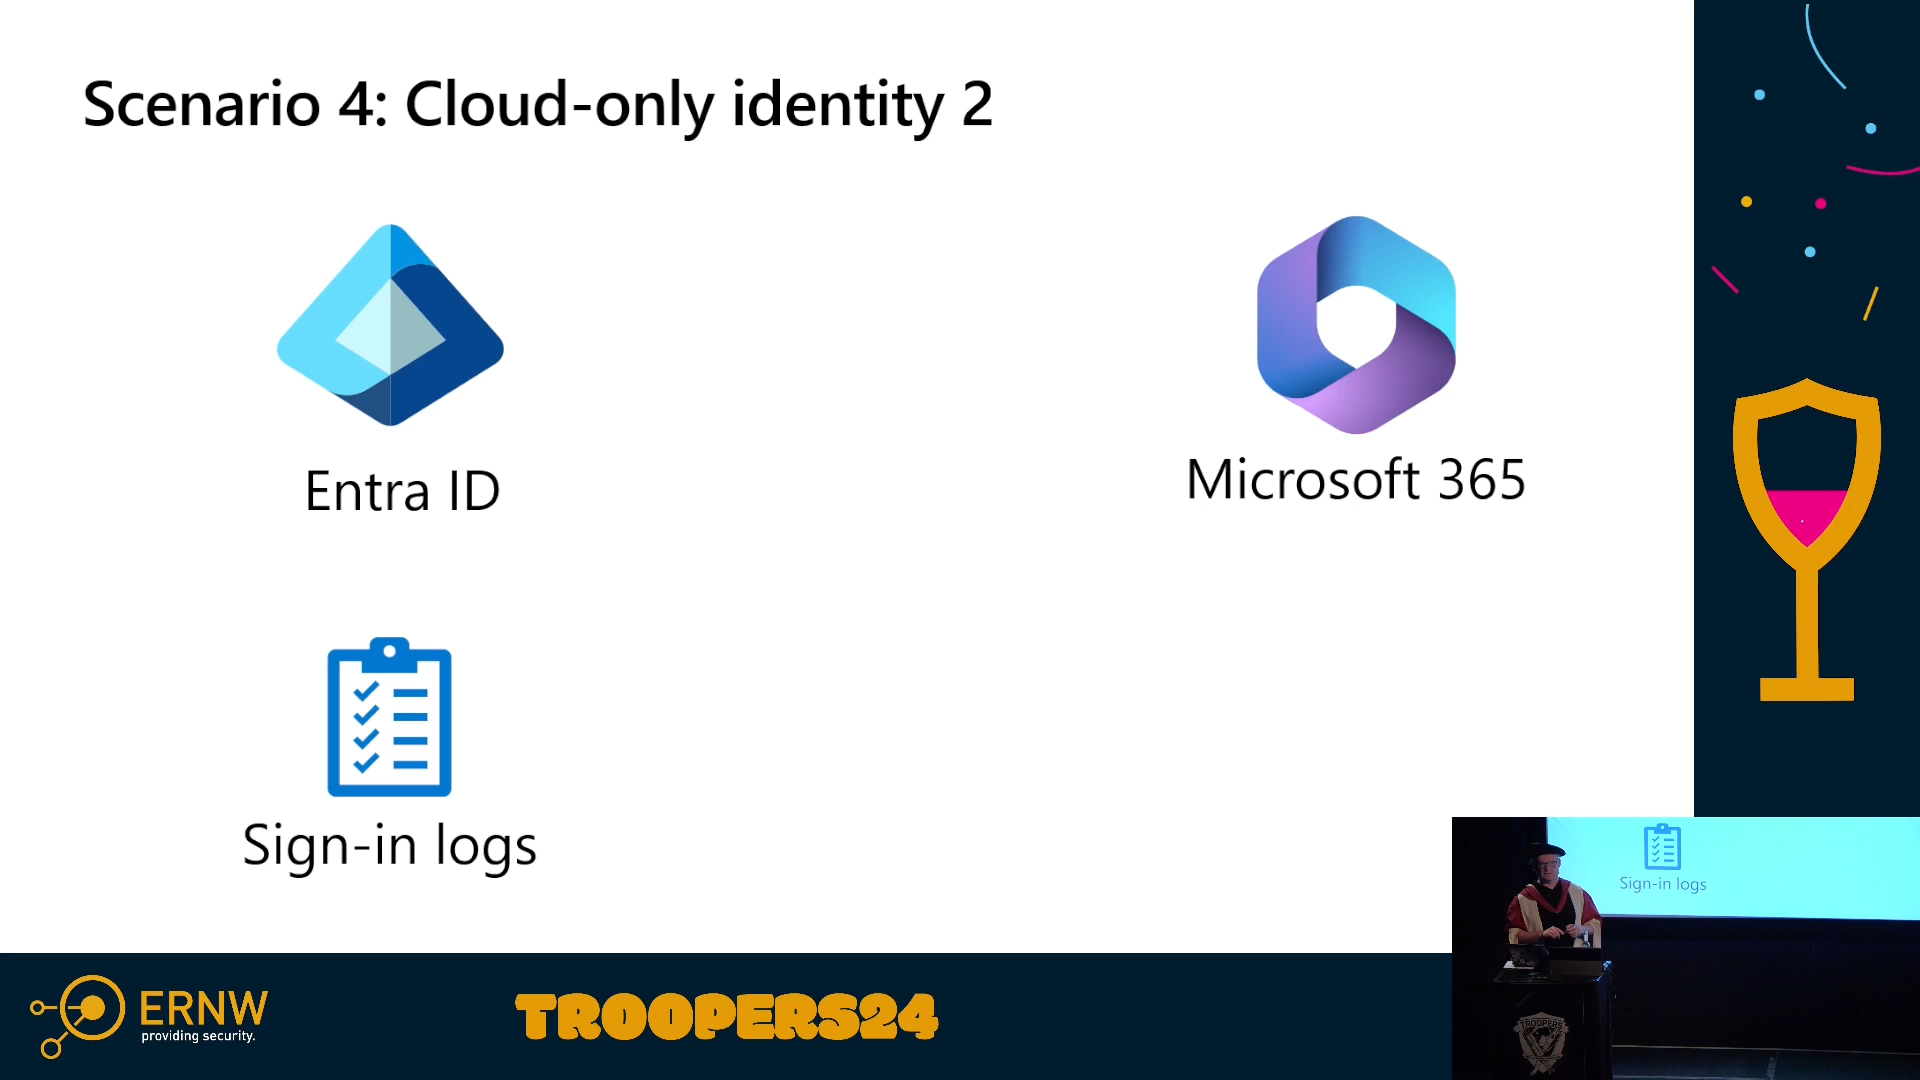 Scenario 4: Cloud-only identity 2
Entra ID
Microsoft 365
Sign-in logs
Sign-in logs
TROOPERS
ERNW
providing security.
TROOPERS24